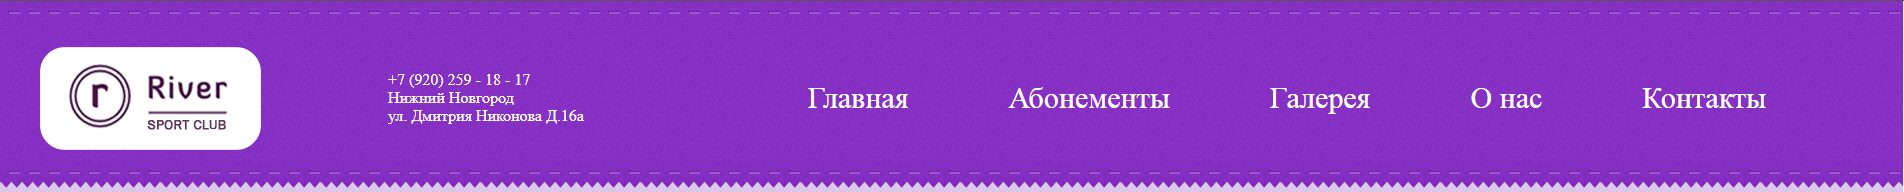 r
River
SPORT CLUB
+7 (920) 259 - 18 - 17
Нижний Новгород
ул. Дмитрия Никонова Д.16а
Главная Абонементы Галерея О нас Контакты